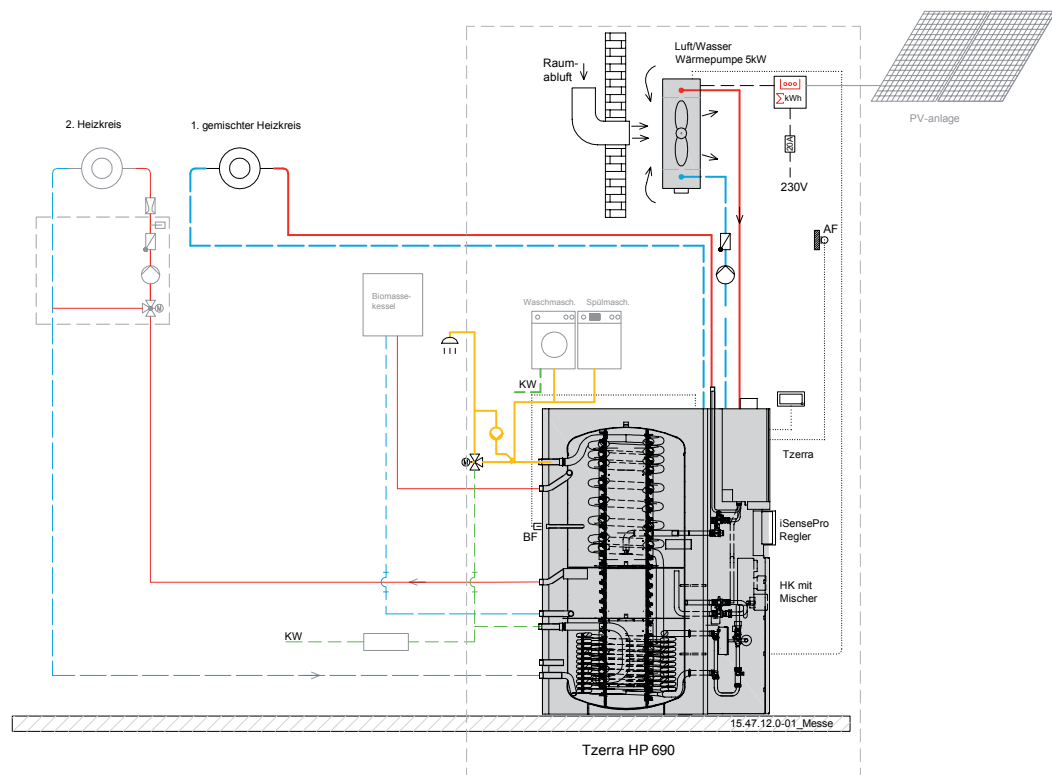 Luft/Wasser
Wärmepumpe 5kW
Raum-
abluft
∑kWh
20A
230V
PV-anlage
2. Heizkreis
1. gemischter Heizkreis
M
AF
Biomasse-
kessel
Waschmasch.
Spülmasch.
KW
M
Tzerra
BF
iSensePro
Regler
HK mit
Mischer
KW
15.47.12.0-01_Messe
Tzerra HP 690